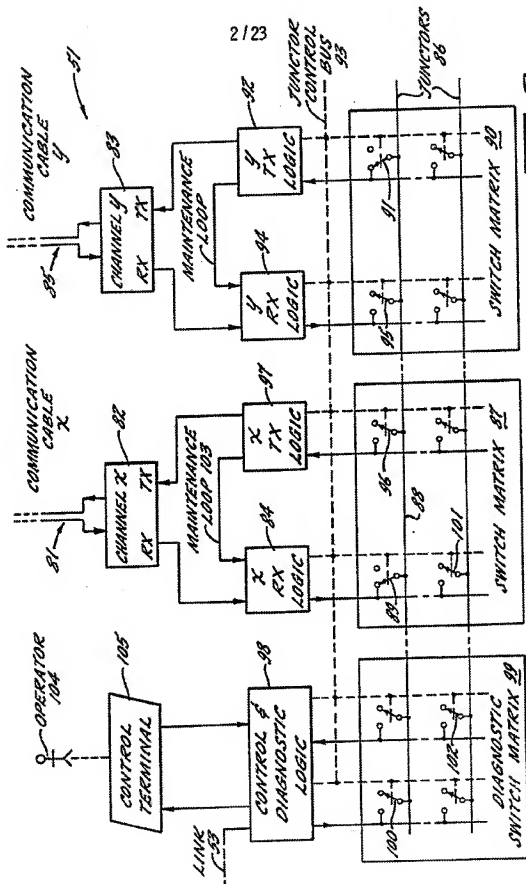 2/23
OPERATOR
104
CONTROL
TERMINAL
105
LINK
53
CONTROL &
DIAGNOSTIC
LOGIC
98
100
102
DIAGNOSTIC
SWITCH MATRIX 99
COMMUNICATION
CABLE
X
81
CHANNEL X
RX TX
82
MAINTENANCE
LOOP 103
X RX
LOGIC
84
X TX
LOGIC
97
89
96
88
101
SWITCH MATRIX 87
COMMUNICATION
CABLE
Y
51
85
CHANNEL Y
RX TX
83
MAINTENANCE
LOOP
Y RX
LOGIC
94
Y TX
LOGIC
92
JUNCTOR
CONTROL
BUS
93
95
91
JUNCTORS
86
SWITCH MATRIX 90